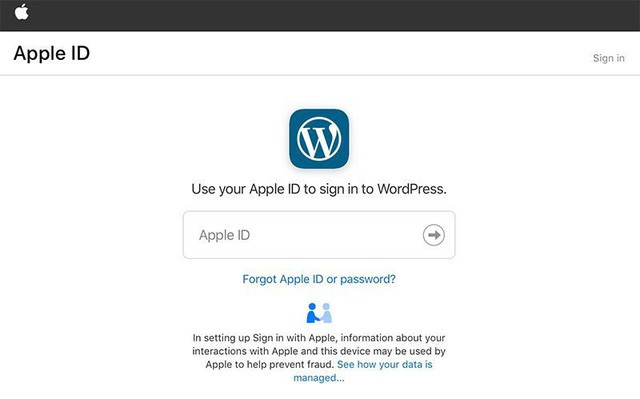 Apple ID
Sign in
Use your Apple ID to sign in to WordPress.
Apple ID
Forgot Apple ID or password?
In setting up Sign in with Apple, information about your
interactions with Apple and this device may be used by
Apple to help prevent fraud. See how your data is
managed...